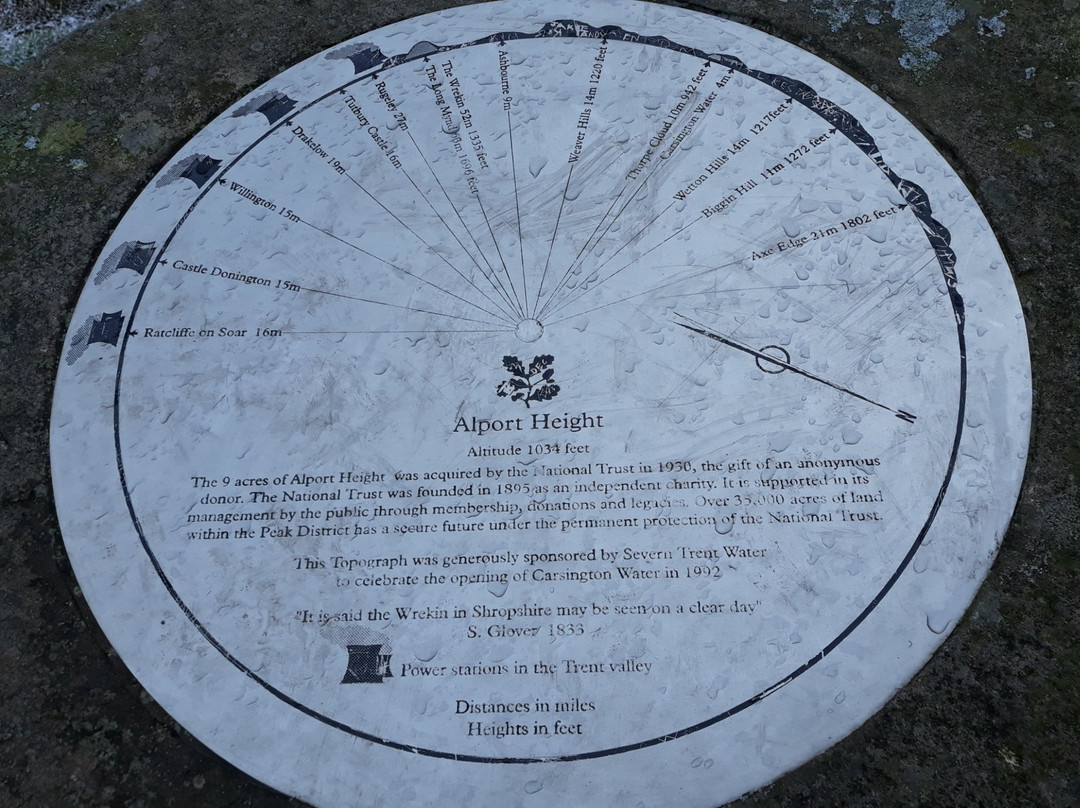 Ratcliffe on Soar 16m
Castle Donington 15m
Willington 15m
Drakelow 19m
Tutbury Castle 16m
Rugeley 27m
The Long Mynd 1696 feet
The Wrekin 52m 1335 feet
Ashbourne 9m
Weaver Hills 14m 1220 feet
Thorpe Cloud 10m 942 feet
Carsington Water 4m
Wetton Hills 14m 1217feet
Biggin Hill 11m 1272 feet
Axe Edge 21m 1802 feet
N
Alport Height
Altitude 1034 feet
The 9 acres of Alport Height was acquired by the National Trust in 1930, the gift of an anonymous
donor. The National Trust was founded in 1895 as an independent charity. It is supported in its
management by the public through membership, donations and legacies. Over 35,000 acres of land
within the Peak District has a secure future under the permanent protection of the National Trust.
This Topograph was generously sponsored by Severn Trent Water
to celebrate the opening of Carsington Water in 1992
"It is said the Wrekin in Shropshire may be seen on a clear day"
S. Glover 1833
Power stations in the Trent valley
Distances in miles
Heights in feet